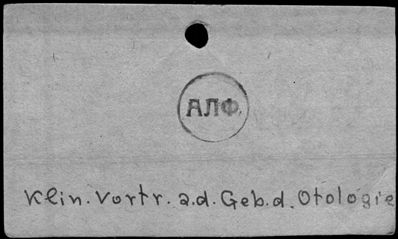 АЛФ.
Klin. Vortr. a.d. Geb.d. Otologie